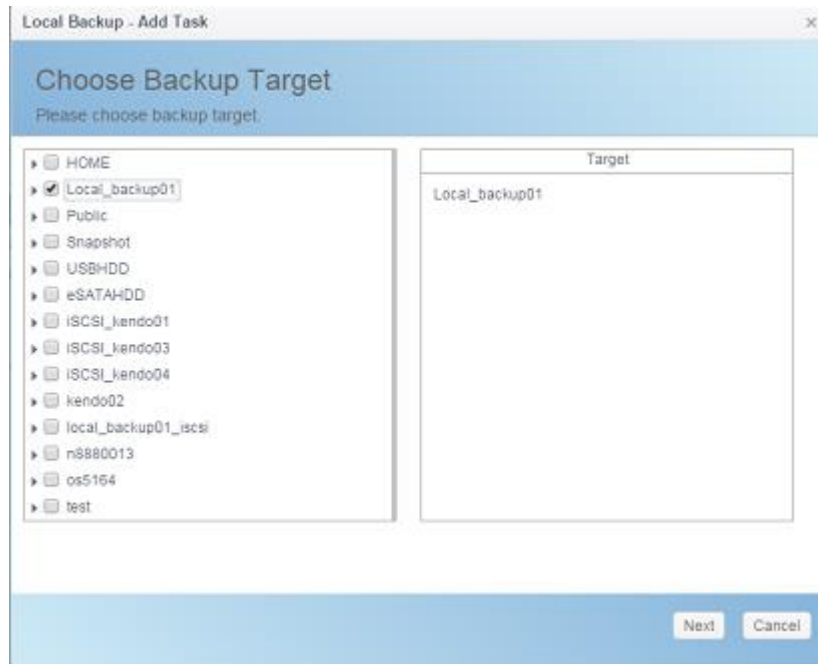 Local Backup - Add Task
Choose Backup Target
Please choose backup target.
HOME
Local_backup01
Public
Snapshot
USBHDD
eSATAHDD
iSCSI_kendo01
iSCSI_kendo03
iSCSI_kendo04
kendo02
local_backup01_iscsi
n8880013
os5164
test
Target
Local_backup01
Next
Cancel